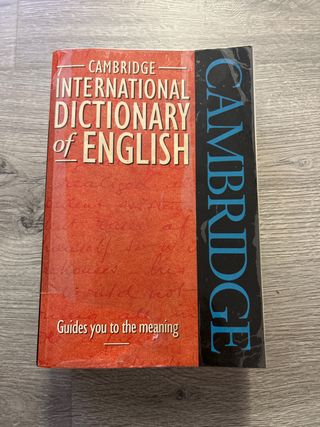 CAMBRIDGE
INTERNATIONAL
DICTIONARY
of ENGLISH
Guides you to the meaning
CAMBRIDGE